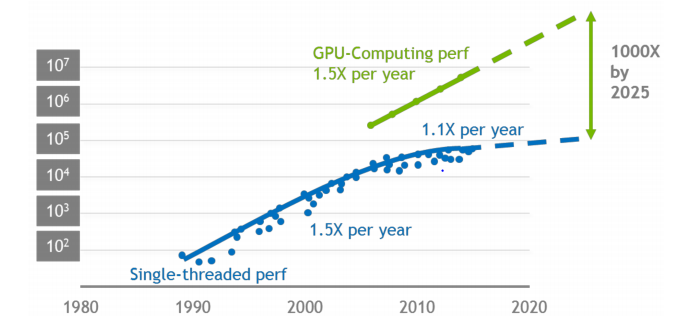 GPU-Computing perf
1.5X per year
1000X
by
2025
10⁷
10⁶
10⁵
10⁴
10³
10²
1.1X per year
1.5X per year
Single-threaded perf
1980 1990 2000 2010 2020